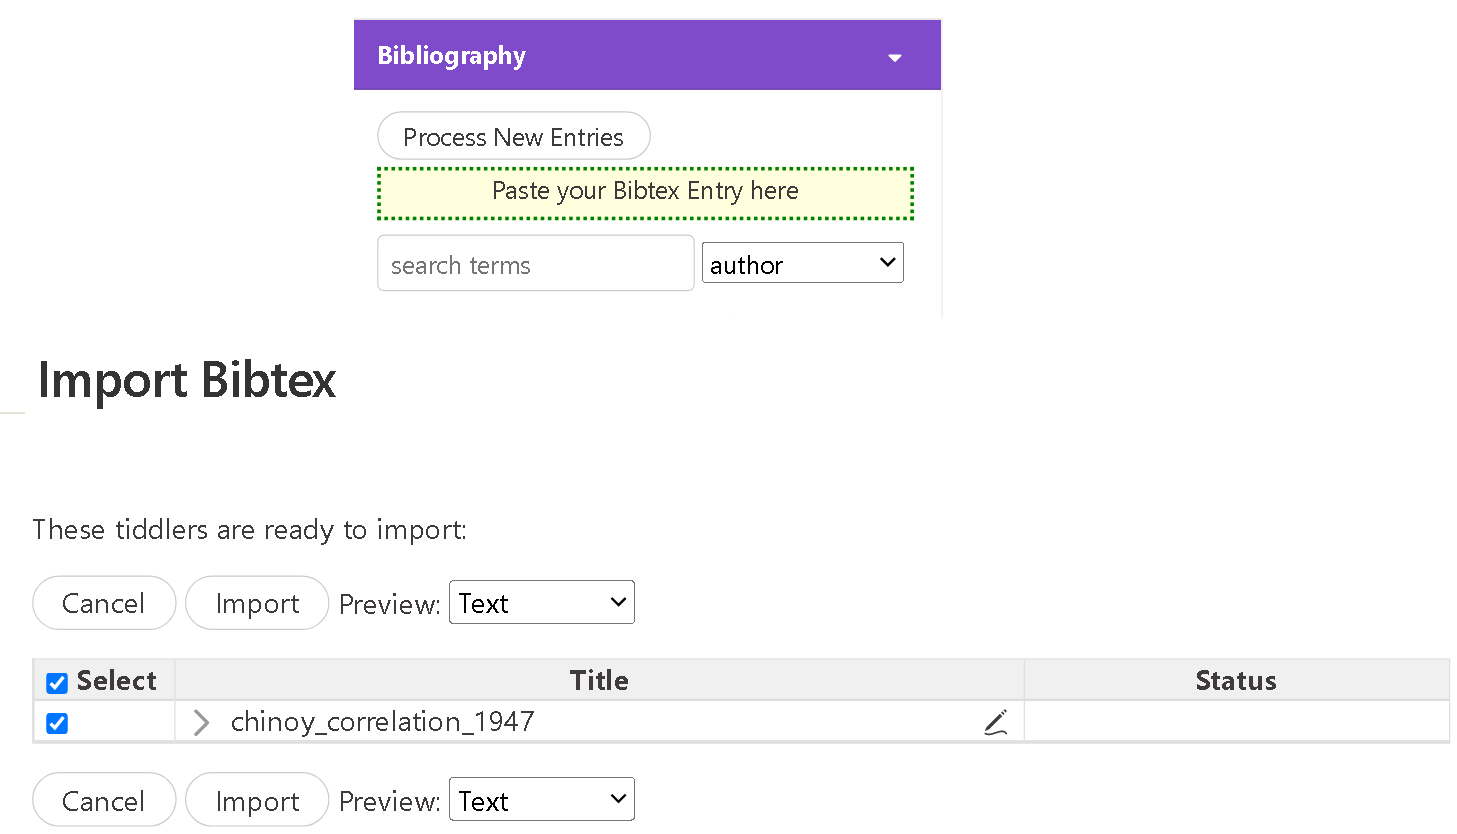 Bibliography
Process New Entries
Paste your Bibtex Entry here
search terms author
Import Bibtex
These tiddlers are ready to import:
Cancel Import Preview: Text
Select Title Status
chinoy_correlation_1947
Cancel Import Preview: Text